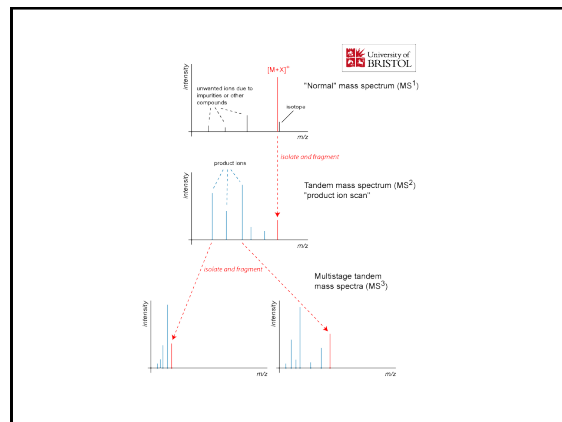 University of
BRISTOL
[M+X]ⁿ
intensity
"Normal" mass spectrum (MS¹)
unwanted ions due to
impurities or other
compounds
isotope
m/z
isolate and fragment
product ions
intensity
Tandem mass spectrum (MS²)
"product ion scan"
m/z
isolate and fragment
Multistage tandem
mass spectra (MS³)
intensity
intensity
m/z
m/z